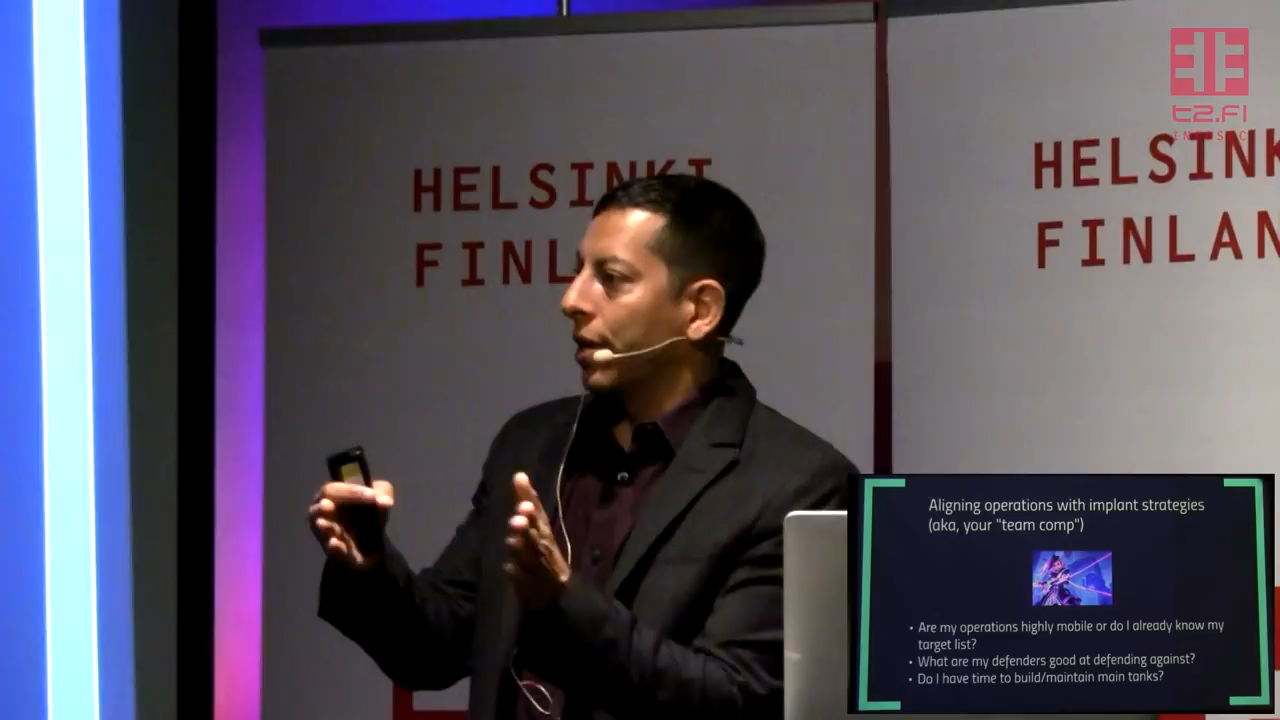 HELSINKI
FINL
HELSINK
FINLAN
t2.fi
INFOSEC
Aligning operations with implant strategies
(aka, your "team comp")
• Are my operations highly mobile or do I already know my
target list?
• What are my defenders good at defending against?
• Do I have time to build/maintain main tanks?